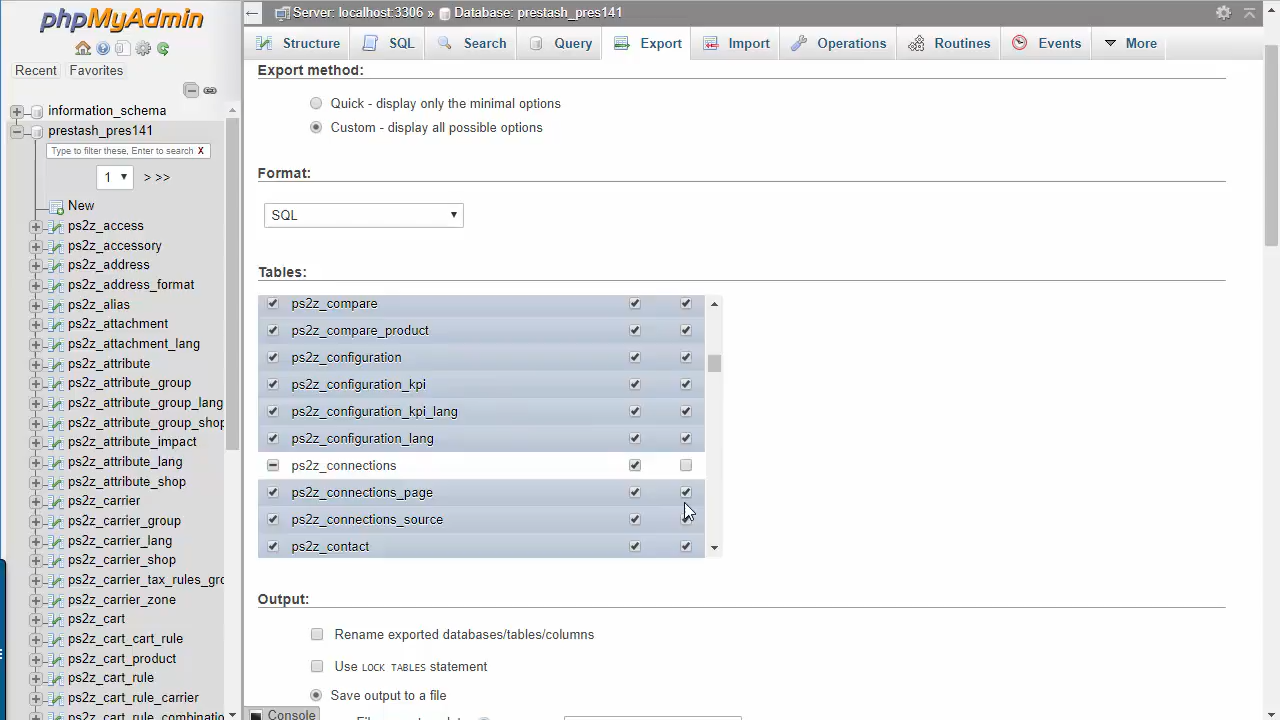 phpMyAdmin
Recent Favorites
information_schema
prestash_pres141
Type to filter these, Enter to search X
1 > >>
New
ps2z_access
ps2z_accessory
ps2z_address
ps2z_address_format
ps2z_alias
ps2z_attachment
ps2z_attachment_lang
ps2z_attribute
ps2z_attribute_group
ps2z_attribute_group_lang
ps2z_attribute_group_shop
ps2z_attribute_impact
ps2z_attribute_lang
ps2z_attribute_shop
ps2z_carrier
ps2z_carrier_group
ps2z_carrier_lang
ps2z_carrier_shop
ps2z_carrier_tax_rules_gro
ps2z_carrier_zone
ps2z_cart
ps2z_cart_cart_rule
ps2z_cart_product
ps2z_cart_rule
ps2z_cart_rule_carrier
ps2z_cart_rule_combinatio
Server: localhost:3306 » Database: prestash_pres141
Structure SQL Search Query Export Import Operations Routines Events More
Export method:
Quick - display only the minimal options
Custom - display all possible options
Format:
SQL
Tables:
ps2z_compare
ps2z_compare_product
ps2z_configuration
ps2z_configuration_kpi
ps2z_configuration_kpi_lang
ps2z_configuration_lang
ps2z_connections
ps2z_connections_page
ps2z_connections_source
ps2z_contact
Output:
Rename exported databases/tables/columns
Use LOCK TABLES statement
Save output to a file
Console